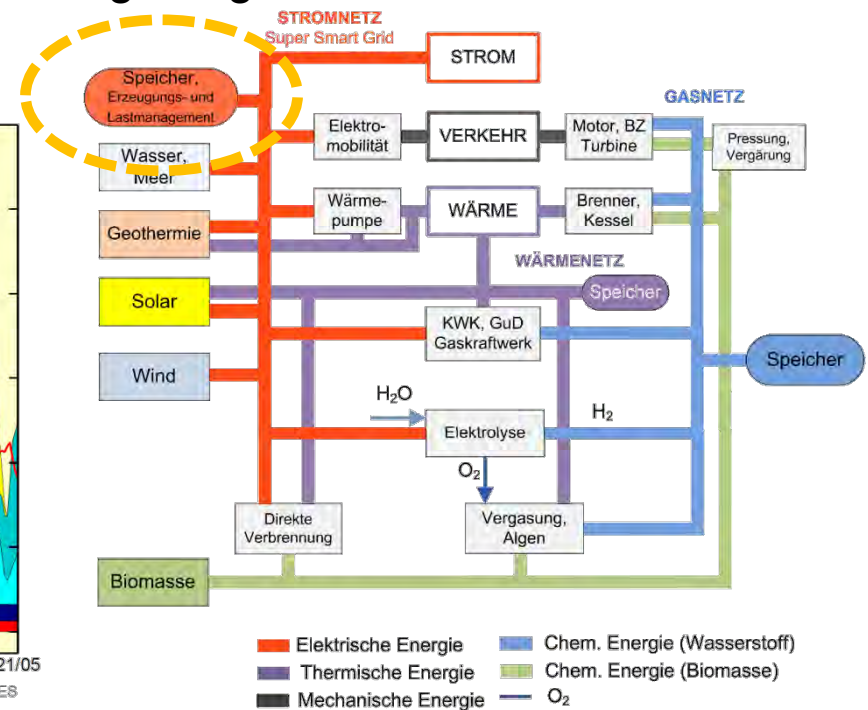 STROMNETZ
Super Smart Grid
STROM
Speicher,
Erzeugungs- und
Lastmanagement
GASNETZ
Elektro-
mobilität
VERKEHR
Motor, BZ
Turbine
Pressung,
Vergärung
Wasser,
Meer
Wärme-
pumpe
WÄRME
Brenner,
Kessel
Geothermie
WÄRMENETZ
Speicher
Solar
KWK, GuD
Gaskraftwerk
Speicher
Wind
H₂O
H₂
Elektrolyse
O₂
Direkte
Verbrennung
Vergasung,
Algen
Biomasse
21/05
ES
Elektrische Energie
Chem. Energie (Wasserstoff)
Thermische Energie
Chem. Energie (Biomasse)
Mechanische Energie
O₂